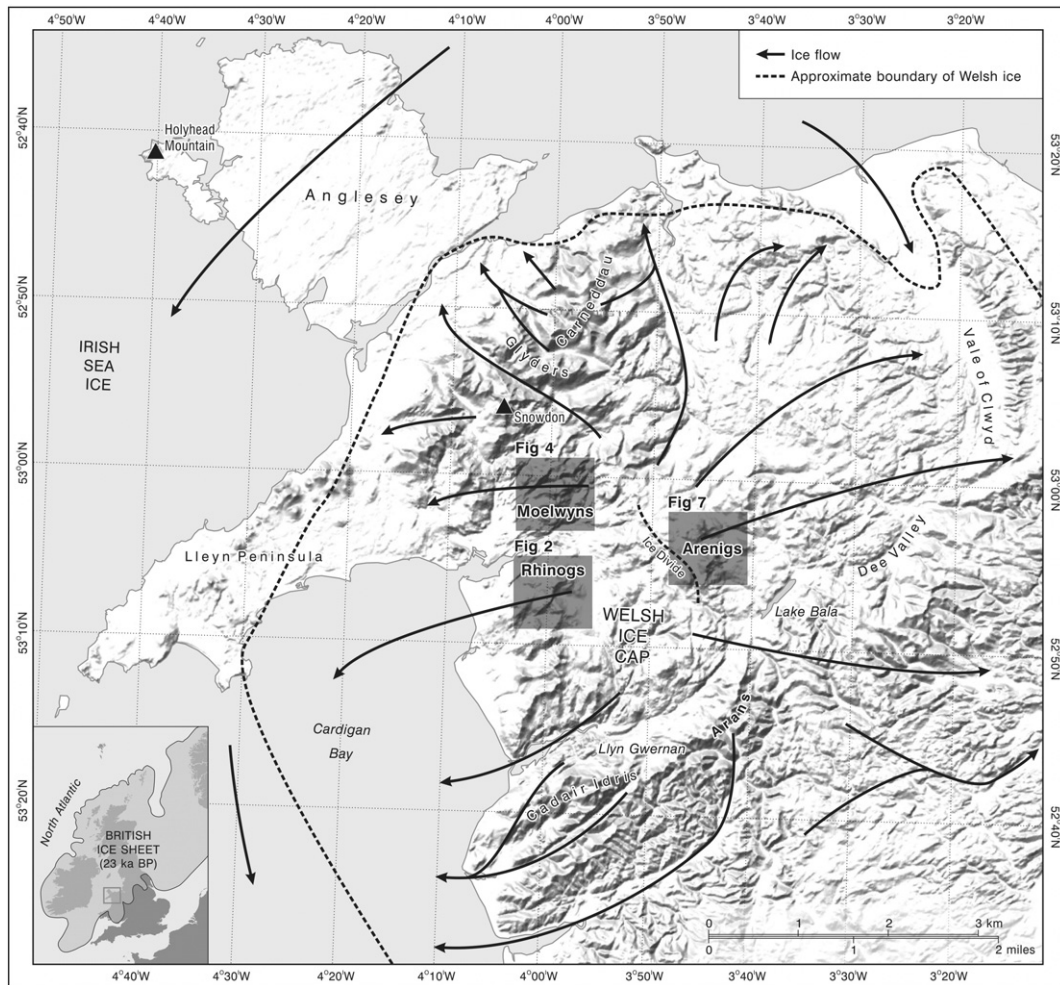 4°50'W
4°40'
4°30'
4°20'
4°10'
4°00'
3°50'
3°40'
3°30'
3°20'
Ice flow
Approximate boundary of Welsh ice
52°40'
52°50'
53°00'
53°10'
53°20'
53°20'
53°10'
53°00'
52°50'
52°40'
Holyhead
Mountain
Anglesey
IRISH
SEA
ICE
Carneddau
Glyders
Snowdon
Vale of Clwyd
Fig 4
Moelwyns
Fig 7
Arenigs
Fig 2
Rhinogs
Ice Divide
Dee Valley
Lleyn Peninsula
Lake Bala
WELSH
ICE
CAP
Cardigan
Bay
Arans
Llyn Gwernan
Cadair Idris
North Atlantic
BRITISH
ICE SHEET
(23 ka BP)
0 1 2 3 km
0 1 2 miles
4°40'
4°30'
4°20'
4°10'
4°00'
3°50'
3°40'
3°30'
3°20'